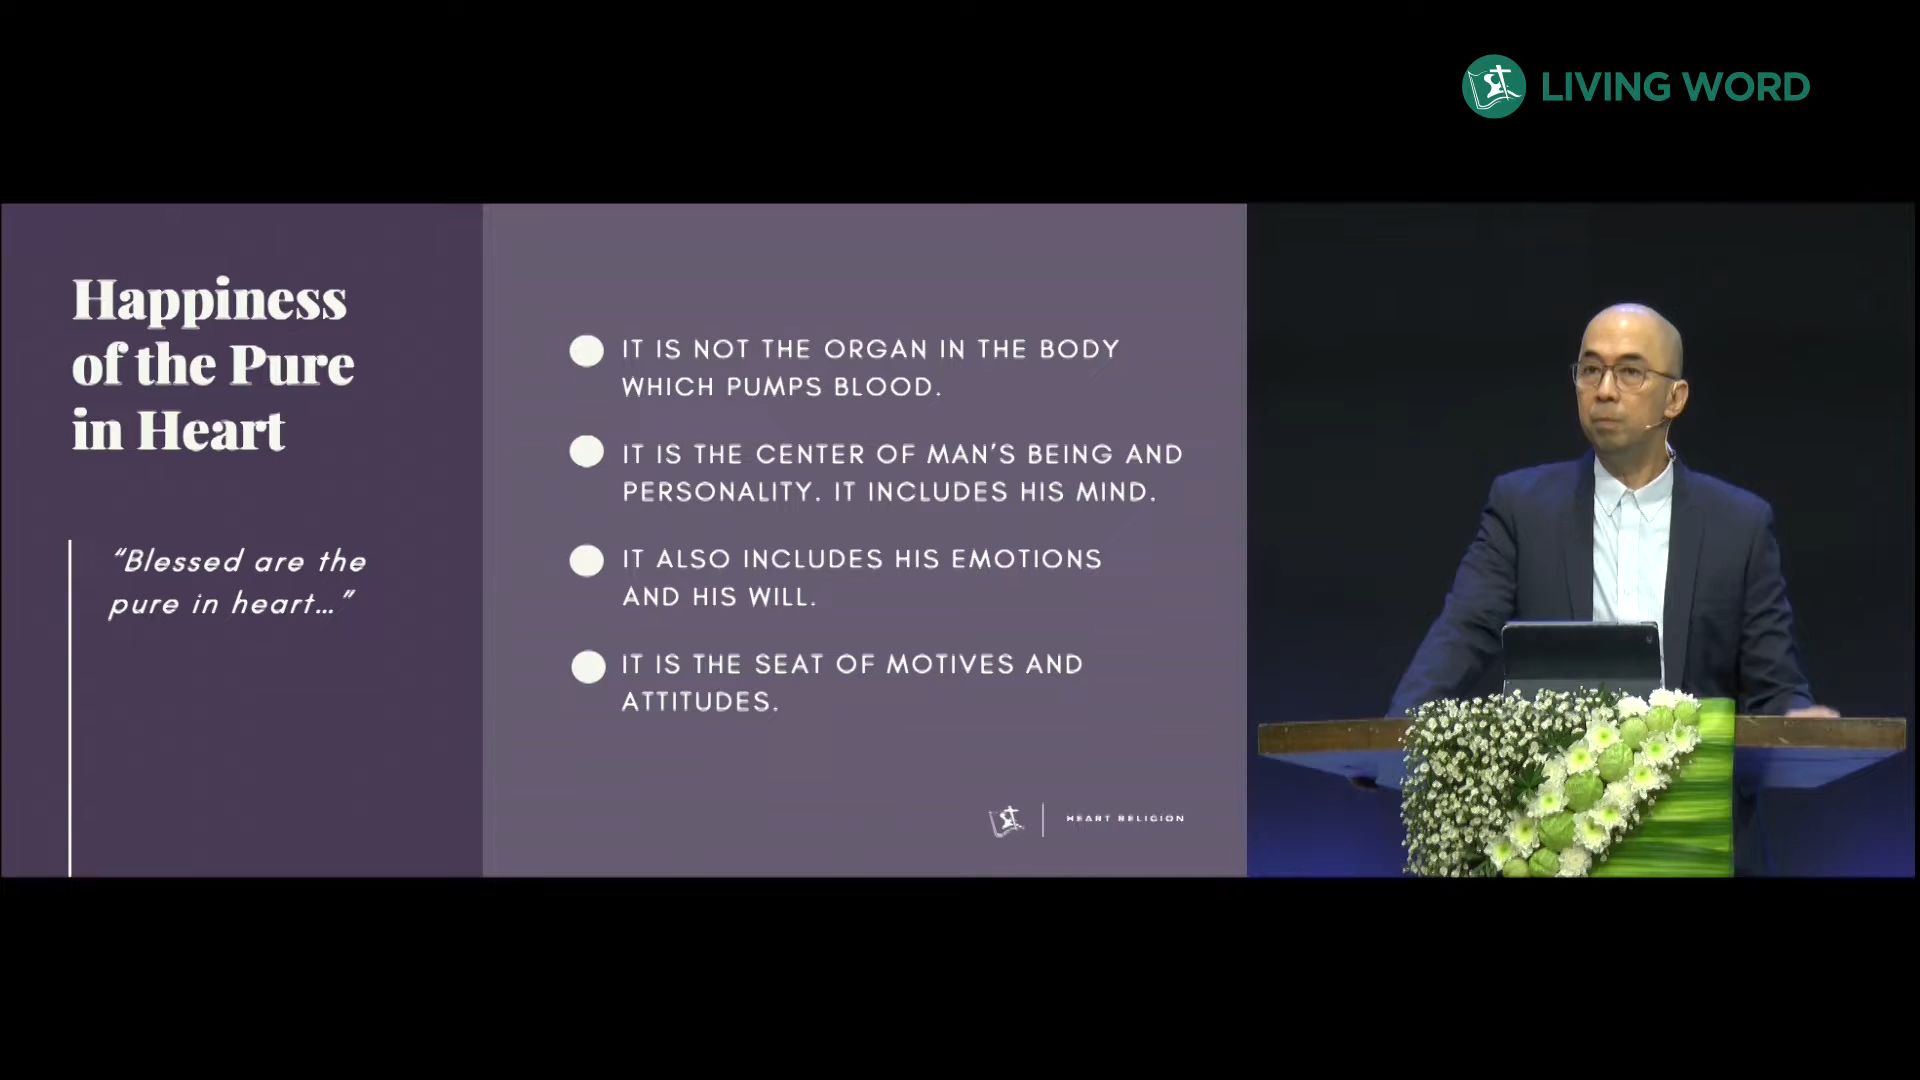 LIVING WORD
Happiness
of the Pure
in Heart
“Blessed are the
pure in heart…”
IT IS NOT THE ORGAN IN THE BODY
WHICH PUMPS BLOOD.
IT IS THE CENTER OF MAN’S BEING AND
PERSONALITY. IT INCLUDES HIS MIND.
IT ALSO INCLUDES HIS EMOTIONS
AND HIS WILL.
IT IS THE SEAT OF MOTIVES AND
ATTITUDES.
HEART RELIGION